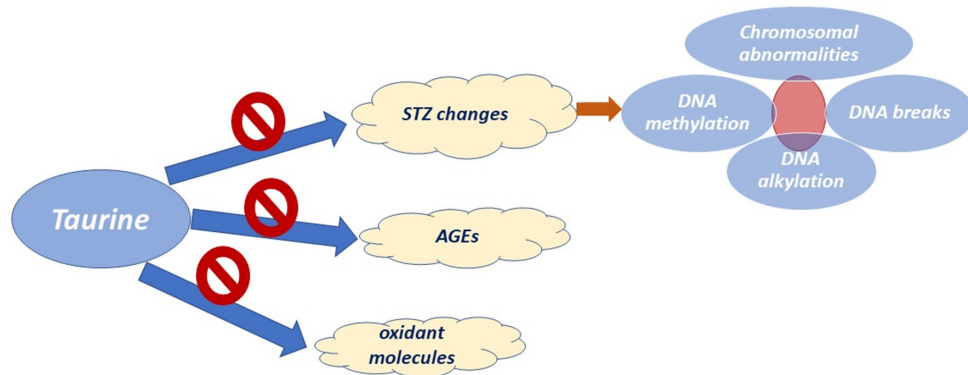 Chromosomal
abnormalities
STZ changes
DNA
methylation
DNA breaks
DNA
alkylation
Taurine
AGEs
oxidant
molecules